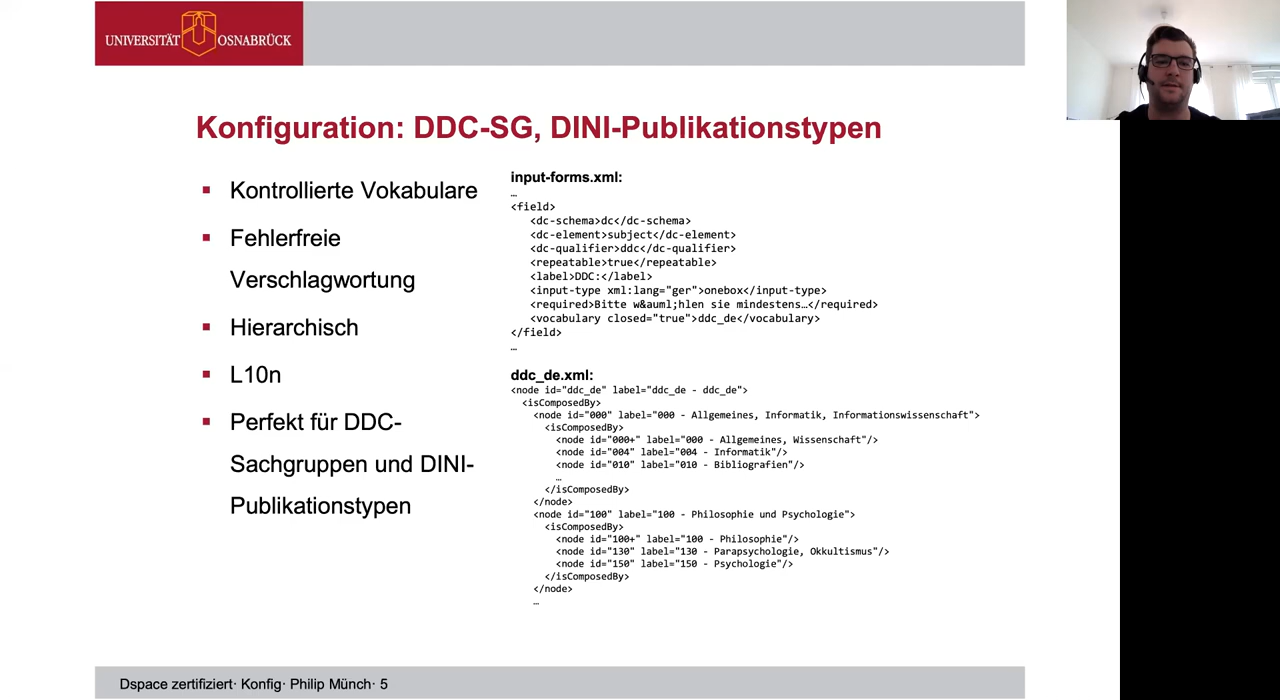 UNIVERSITÄT OSNABRÜCK
Konfiguration: DDC-SG, DINI-Publikationstypen
▪ Kontrollierte Vokabulare
▪ Fehlerfreie
Verschlagwortung
▪ Hierarchisch
▪ L10n
▪ Perfekt für DDC-
Sachgruppen und DINI-
Publikationstypen
input-forms.xml:
…
<field>
<dc-schema>dc</dc-schema>
<dc-element>subject</dc-element>
<dc-qualifier>ddc</dc-qualifier>
<repeatable>true</repeatable>
<label>DDC:</label>
<input-type xml:lang="ger">onebox</input-type>
<required>Bitte w&auml;hlen sie mindestens…</required>
<vocabulary closed="true">ddc_de</vocabulary>
</field>
…
ddc_de.xml:
<node id="ddc_de" label="ddc_de - ddc_de">
<isComposedBy>
<node id="000" label="000 - Allgemeines, Informatik, Informationswissenschaft">
<isComposedBy>
<node id="000+" label="000 - Allgemeines, Wissenschaft"/>
<node id="004" label="004 - Informatik"/>
<node id="010" label="010 - Bibliografien"/>
…
</isComposedBy>
</node>
<node id="100" label="100 - Philosophie und Psychologie">
<isComposedBy>
<node id="100+" label="100 - Philosophie"/>
<node id="130" label="130 - Parapsychologie, Okkultismus"/>
<node id="150" label="150 - Psychologie"/>
</isComposedBy>
</node>
…
Dspace zertifiziert· Konfig· Philip Münch· 5